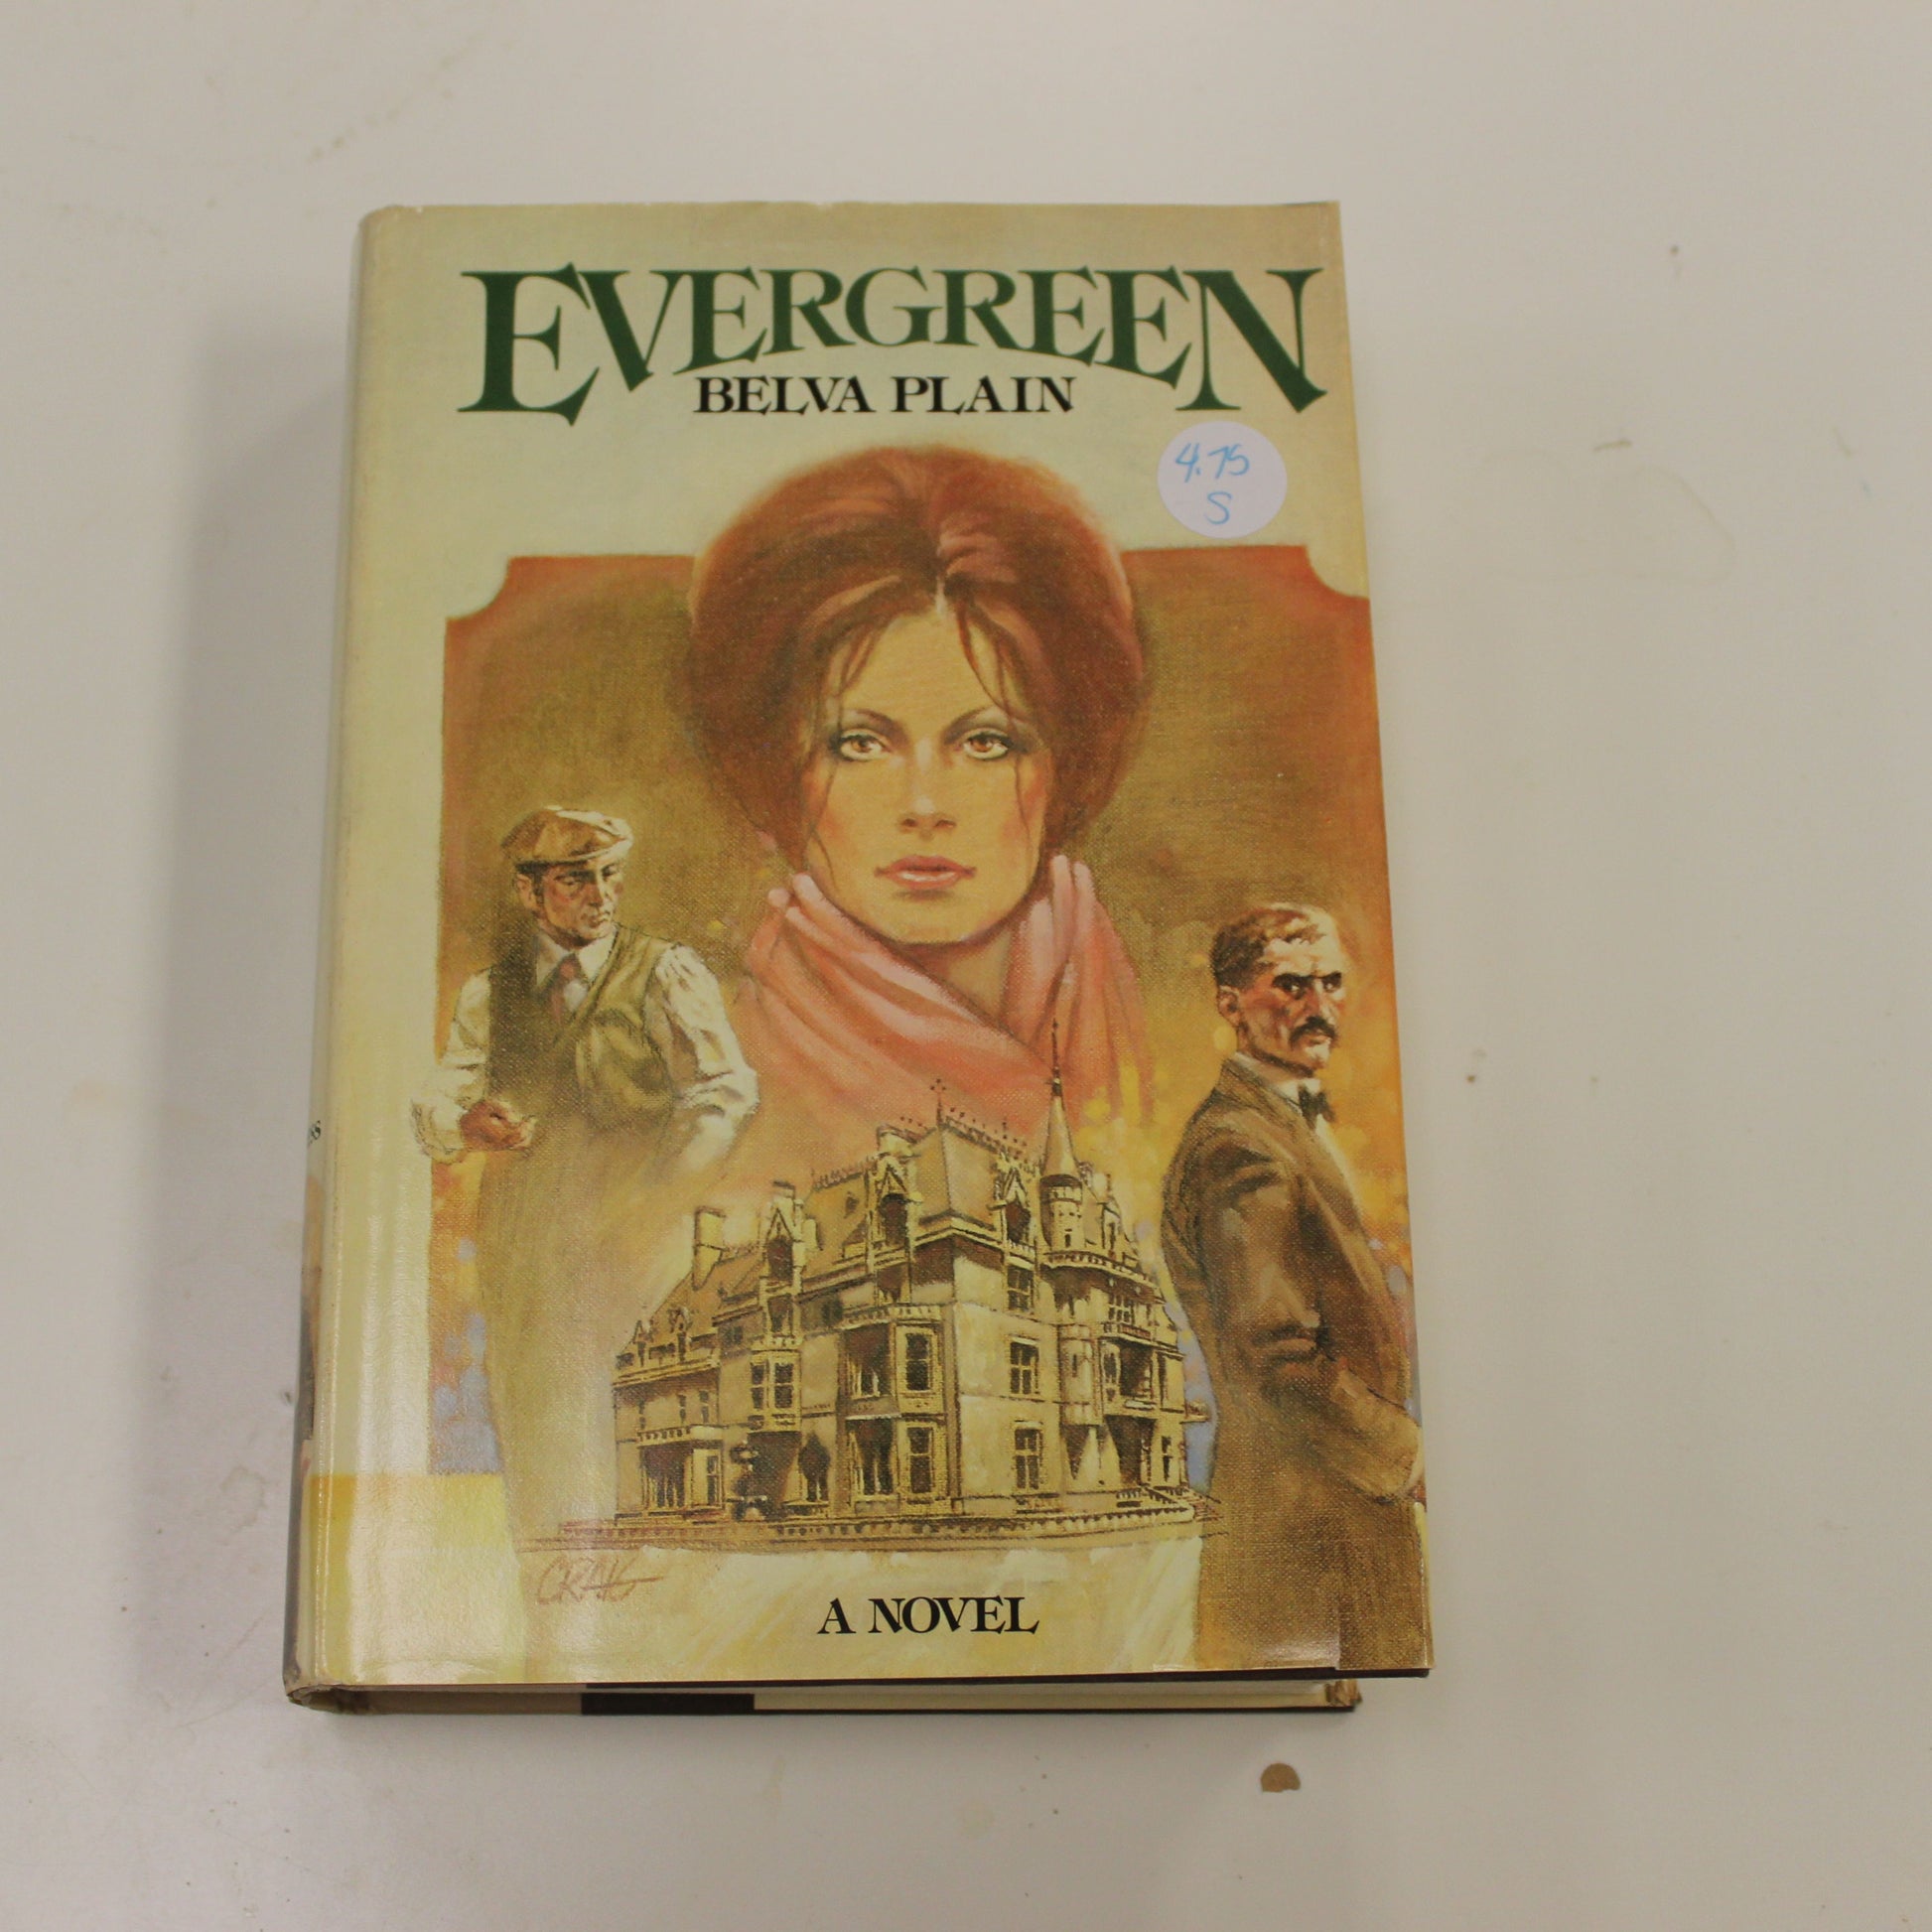 EVERGREEN
BELVA PLAIN
4.75
S
CRAIG
A NOVEL